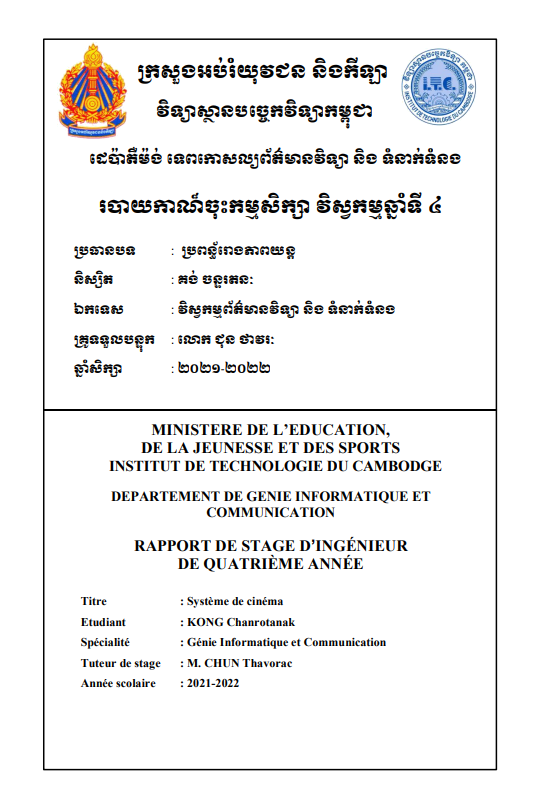 ក្រសួងអប់រំយុវជន និងកីឡា
វិទ្យាស្ថានបច្ចេកវិទ្យាកម្ពុជា
I.T.C.
INSTITUT DE TECHNOLOGIE DU CAMBODGE
ដេប៉ាតឺម៉ង់ ទេពកោសល្យព័ត៌មានវិទ្យា និង ទំនាក់ទំនង
របាយការណ៍ចុះកម្មសិក្សា វិស្វកម្មឆ្នាំទី ៤
ប្រធានបទ : ប្រពន្ធ័រោងភាពយន្ត
និស្សិត : គង់ ចន្ទរតនៈ
ឯកទេស : វិស្វកម្មព័ត៌មានវិទ្យា និង ទំនាក់ទំនង
គ្រូទទួលបន្ទុក : លោក ជុន ថាវរៈ
ឆ្នាំសិក្សា : ២០២១-២០២២
MINISTERE DE L’EDUCATION,
DE LA JEUNESSE ET DES SPORTS
INSTITUT DE TECHNOLOGIE DU CAMBODGE
DEPARTEMENT DE GENIE INFORMATIQUE ET
COMMUNICATION
RAPPORT DE STAGE D’INGÉNIEUR
DE QUATRIÈME ANNÉE
Titre : Système de cinéma
Etudiant : KONG Chanrotanak
Spécialité : Génie Informatique et Communication
Tuteur de stage : M. CHUN Thavorac
Année scolaire : 2021-2022